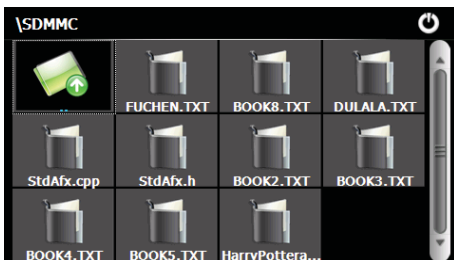 \SDMMC
..
FUCHEN.TXT
BOOK8.TXT
DULALA.TXT
StdAfx.cpp
StdAfx.h
BOOK2.TXT
BOOK3.TXT
BOOK4.TXT
BOOK5.TXT
HarryPottera...